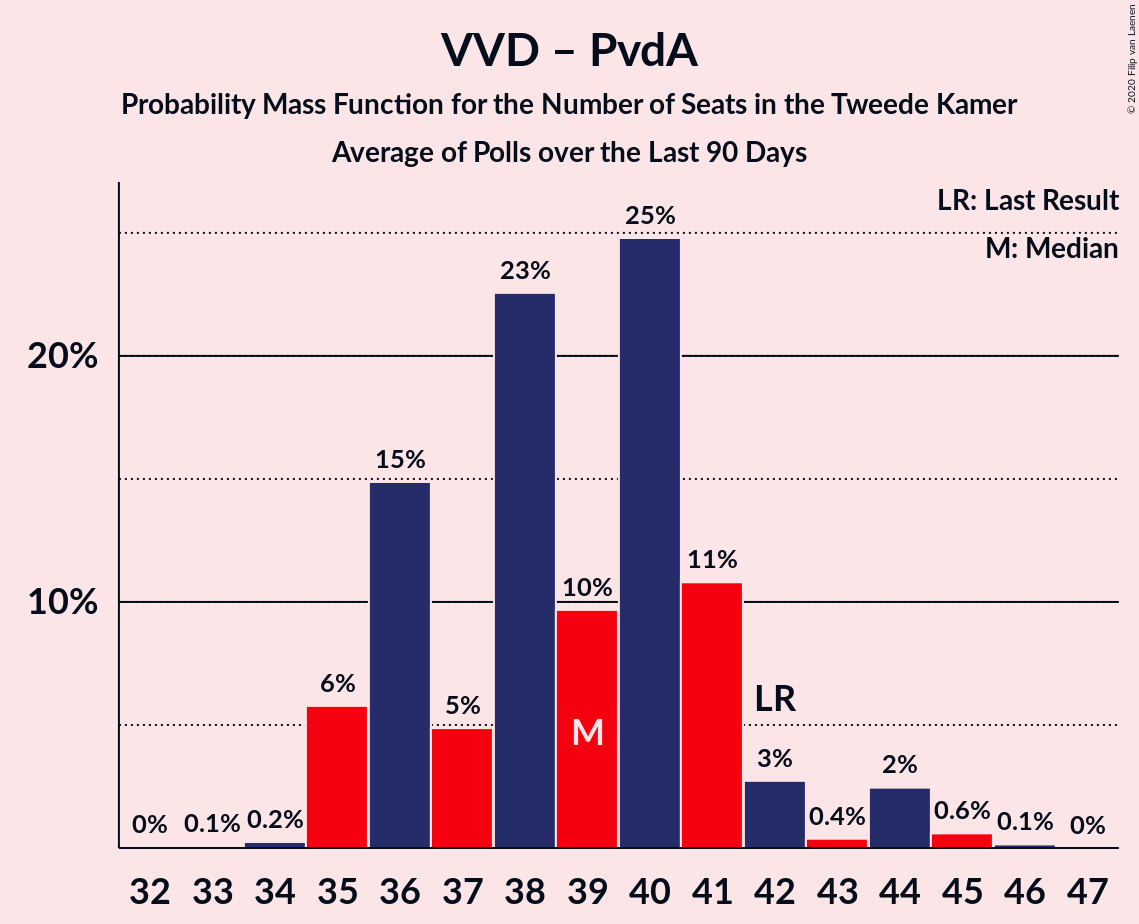 VVD – PvdA
Probability Mass Function for the Number of Seats in the Tweede Kamer
Average of Polls over the Last 90 Days
© 2020 Filip van Laenen
LR: Last Result
M: Median
20%
10%
0%
0.1%
0.2%
6%
15%
5%
23%
10%
25%
11%
3%
0.4%
2%
0.6%
0.1%
0%
M
LR
32 33 34 35 36 37 38 39 40 41 42 43 44 45 46 47